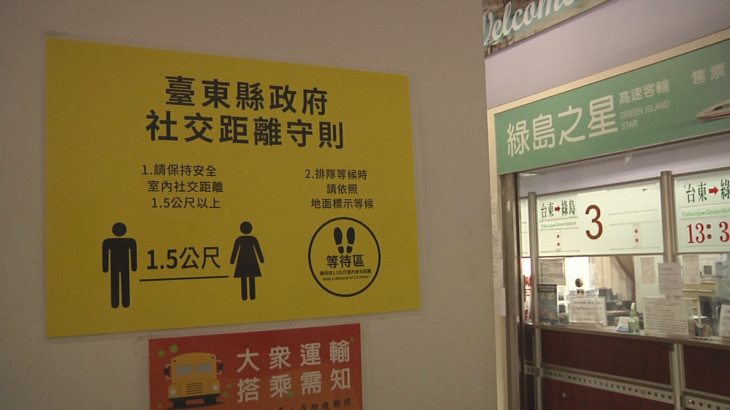 臺東縣政府
社交距離守則
1.請保持安全
室內社交距離
1.5公尺以上
2.排隊等候時
請依照
地面標示等候
1.5公尺
等待區
大眾運輸
搭乘需知
Welcome
綠島之星
高速客輪
GREEN ISLAND
STAR
售票
台東➡綠島
3
台東➡綠
13:3